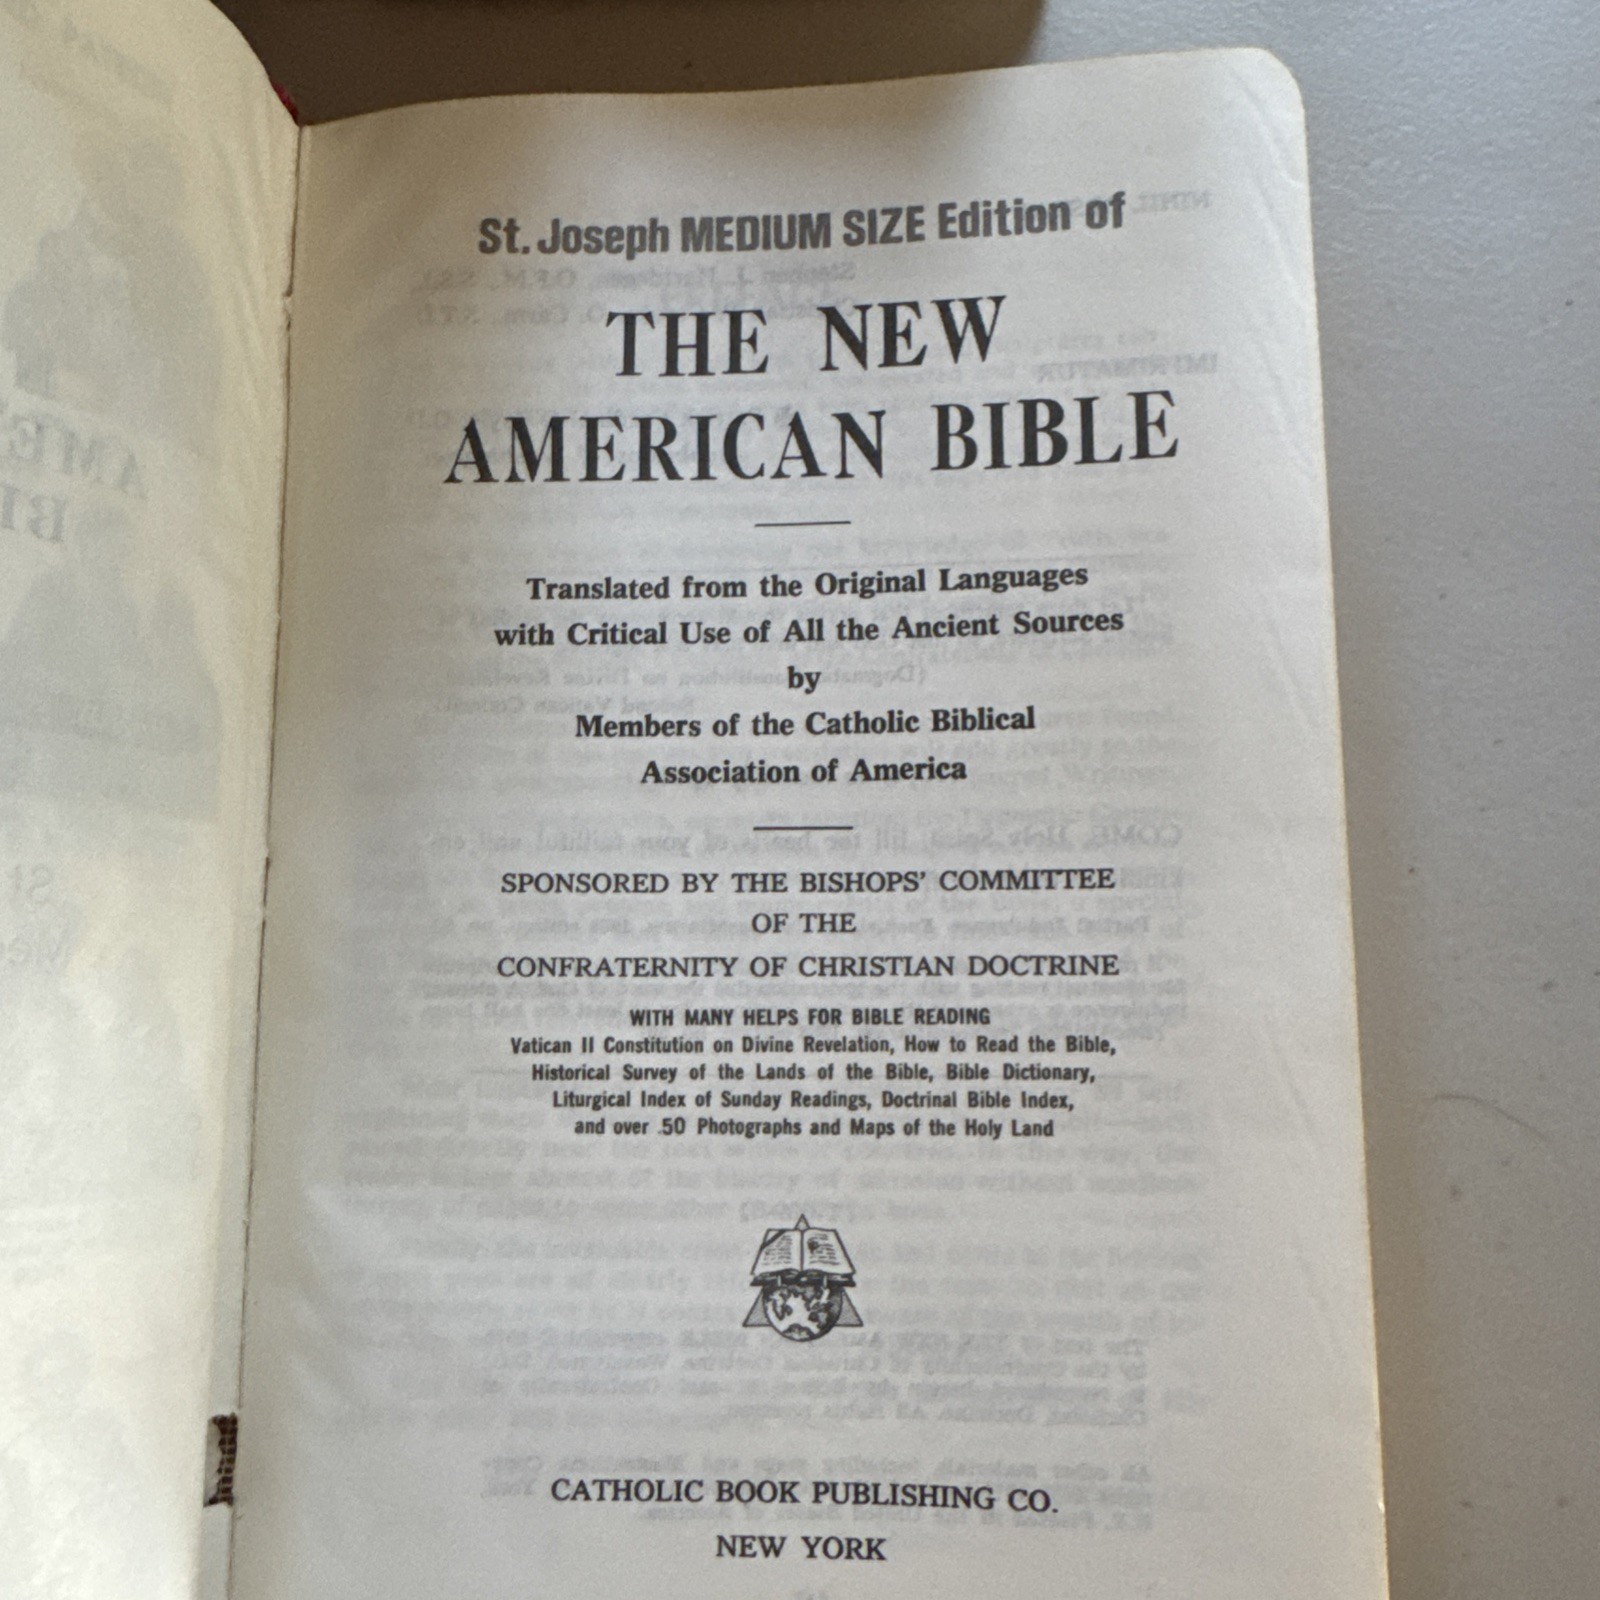 St. Joseph MEDIUM SIZE Edition of
THE NEW
AMERICAN BIBLE
Translated from the Original Languages
with Critical Use of All the Ancient Sources
by
Members of the Catholic Biblical
Association of America
SPONSORED BY THE BISHOPS' COMMITTEE
OF THE
CONFRATERNITY OF CHRISTIAN DOCTRINE
WITH MANY HELPS FOR BIBLE READING
Vatican II Constitution on Divine Revelation, How to Read the Bible,
Historical Survey of the Lands of the Bible, Bible Dictionary,
Liturgical Index of Sunday Readings, Doctrinal Bible Index,
and over .50 Photographs and Maps of the Holy Land
CATHOLIC BOOK PUBLISHING CO.
NEW YORK